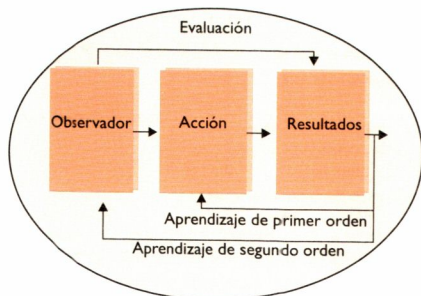 Evaluación
Observador
Acción
Resultados
Aprendizaje de primer orden
Aprendizaje de segundo orden